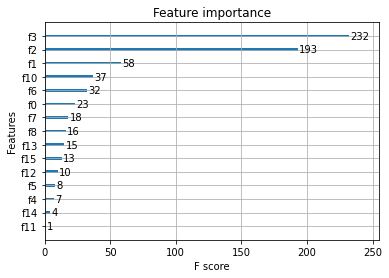 Feature importance
f3 232
f2 193
f1 58
f10 37
f6 32
f0 23
f7 18
f8 16
f13 15
f15 13
f12 10
f5 8
f4 7
f14 4
f11 1
Features
0 50 100 150 200 250
F score